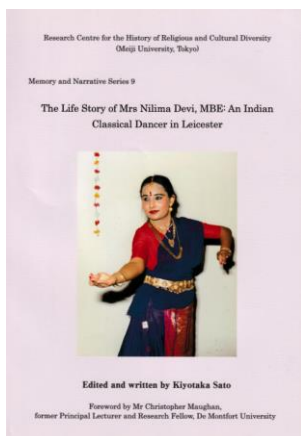 Research Centre for the History of Religious and Cultural Diversity
(Meiji University, Tokyo)
Memory and Narrative Series 9
The Life Story of Mrs Nilima Devi, MBE: An Indian
Classical Dancer in Leicester
Edited and written by Kiyotaka Sato
Foreword by Mr Christopher Maughan,
former Principal Lecturer and Research Fellow, De Montfort University